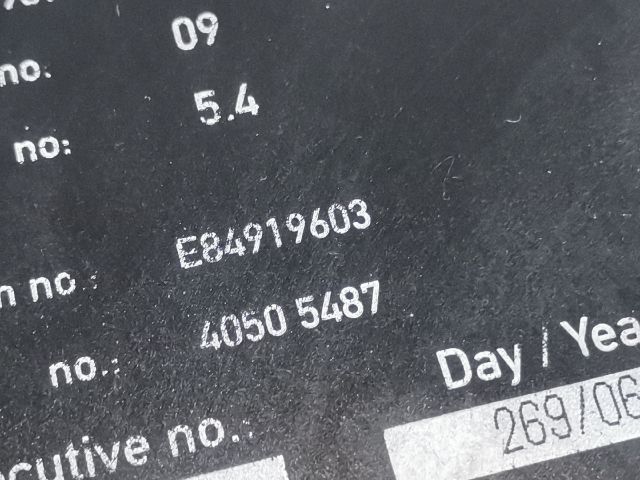 09
no:
5.4
no:
E84919603
n no :
4050 5487
no.:
Day / Yea
cutive no.:
269/06